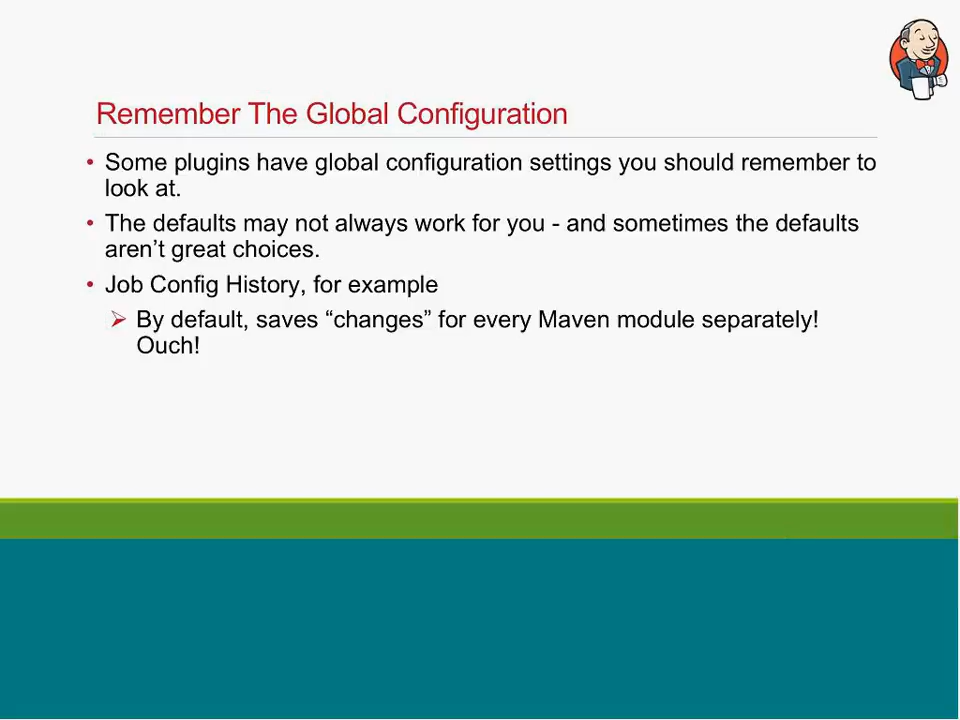 Remember The Global Configuration
• Some plugins have global configuration settings you should remember to
look at.
• The defaults may not always work for you - and sometimes the defaults
aren’t great choices.
• Job Config History, for example
➢ By default, saves “changes” for every Maven module separately!
Ouch!